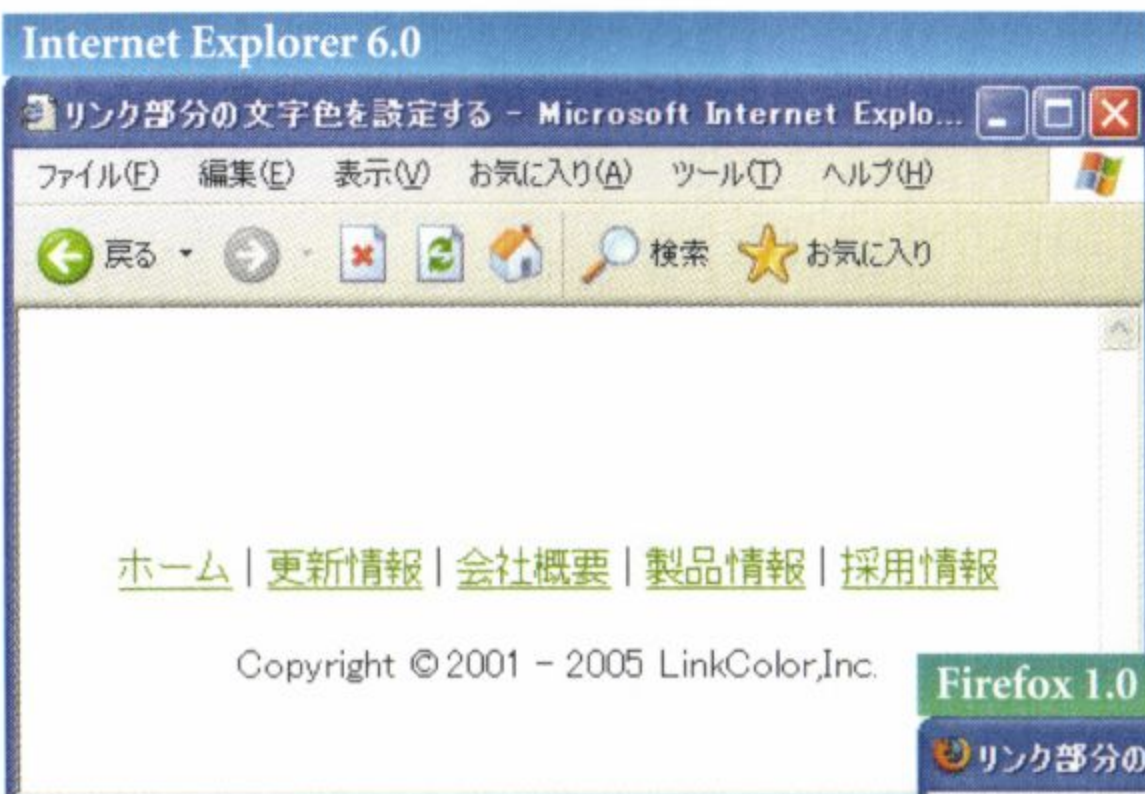 Internet Explorer 6.0
リンク部分の文字色を設定する - Microsoft Internet Explo...
ファイル(F) 編集(E) 表示(V) お気に入り(A) ツール(T) ヘルプ(H)
戻る 検索 お気に入り
ホーム | 更新情報 | 会社概要 | 製品情報 | 採用情報
Copyright ©2001 - 2005 LinkColor,Inc.
Firefox 1.0
リンク部分の